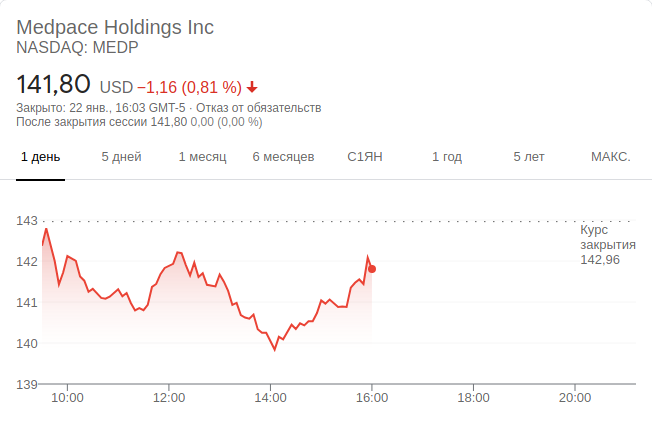 Medpace Holdings Inc
NASDAQ: MEDP
141,80 USD −1,16 (0,81 %)
Закрыто: 22 янв., 16:03 GMT-5 · Отказ от обязательств
После закрытия сессии 141,80 0,00 (0,00 %)
1 день 5 дней 1 месяц 6 месяцев С1ЯН 1 год 5 лет МАКС.
143
Курс
закрытия
142,96
142
141
140
139
10:00 12:00 14:00 16:00 18:00 20:00